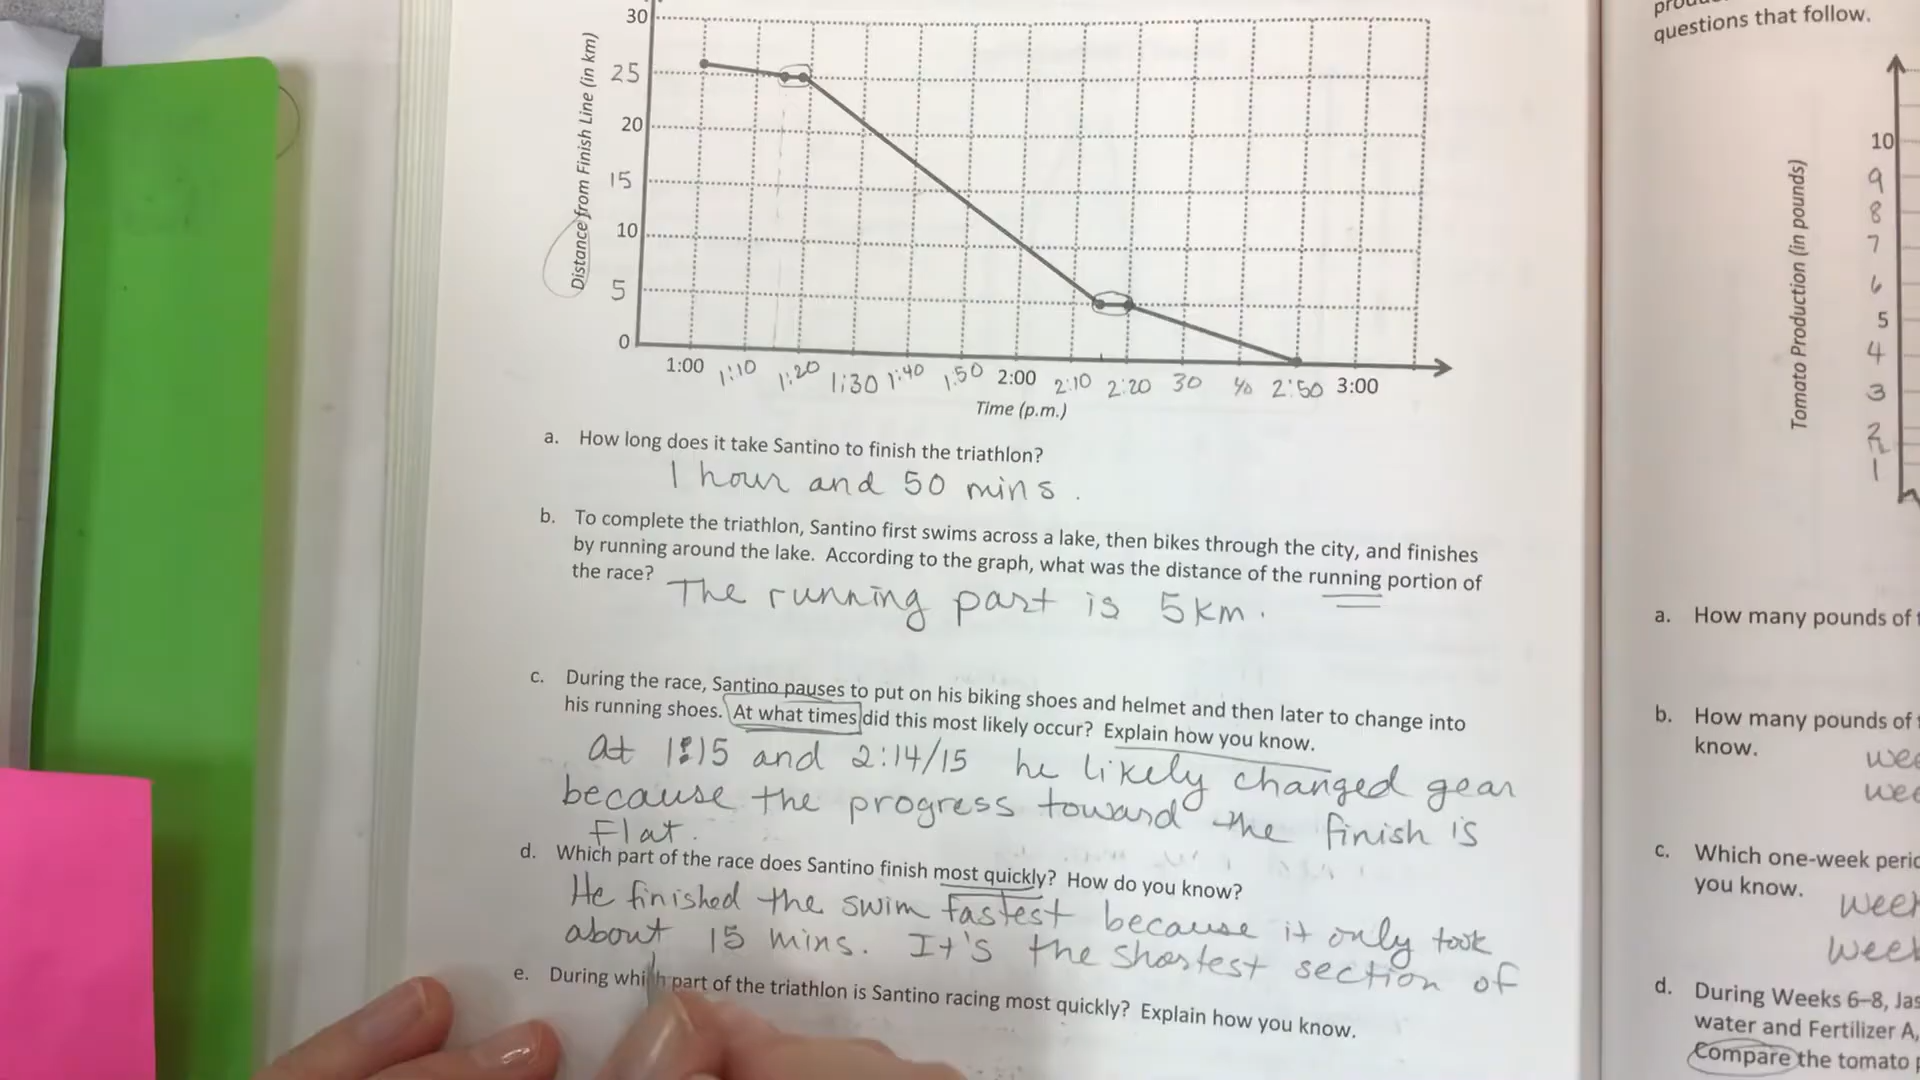 30
25
20
15
10
5
0
Distance from Finish Line (in km)
1:00 1:10 1:20 1:30 1:40 1:50 2:00 2:10 2:20 30 40 2:50 3:00
Time (p.m.)
a. How long does it take Santino to finish the triathlon?
1 hour and 50 mins.
b. To complete the triathlon, Santino first swims across a lake, then bikes through the city, and finishes
by running around the lake. According to the graph, what was the distance of the running portion of
the race? The running part is 5km.
c. During the race, Santino pauses to put on his biking shoes and helmet and then later to change into
his running shoes. At what times did this most likely occur? Explain how you know.
at 1:15 and 2:14/15 he likely changed gear
because the progress toward the finish is
flat.
d. Which part of the race does Santino finish most quickly? How do you know?
He finished the swim fastest because it only took
about 15 mins. It's the shortest section of
e. During which part of the triathlon is Santino racing most quickly? Explain how you know.
questions that follow.
Tomato Production (in pounds)
10
9
8
7
6
5
4
3
2
1
a. How many pounds of
b. How many pounds of
know.
c. Which one-week
you know.
d. During Weeks 6–8,
water and Fertilizer A,
Compare the tomato